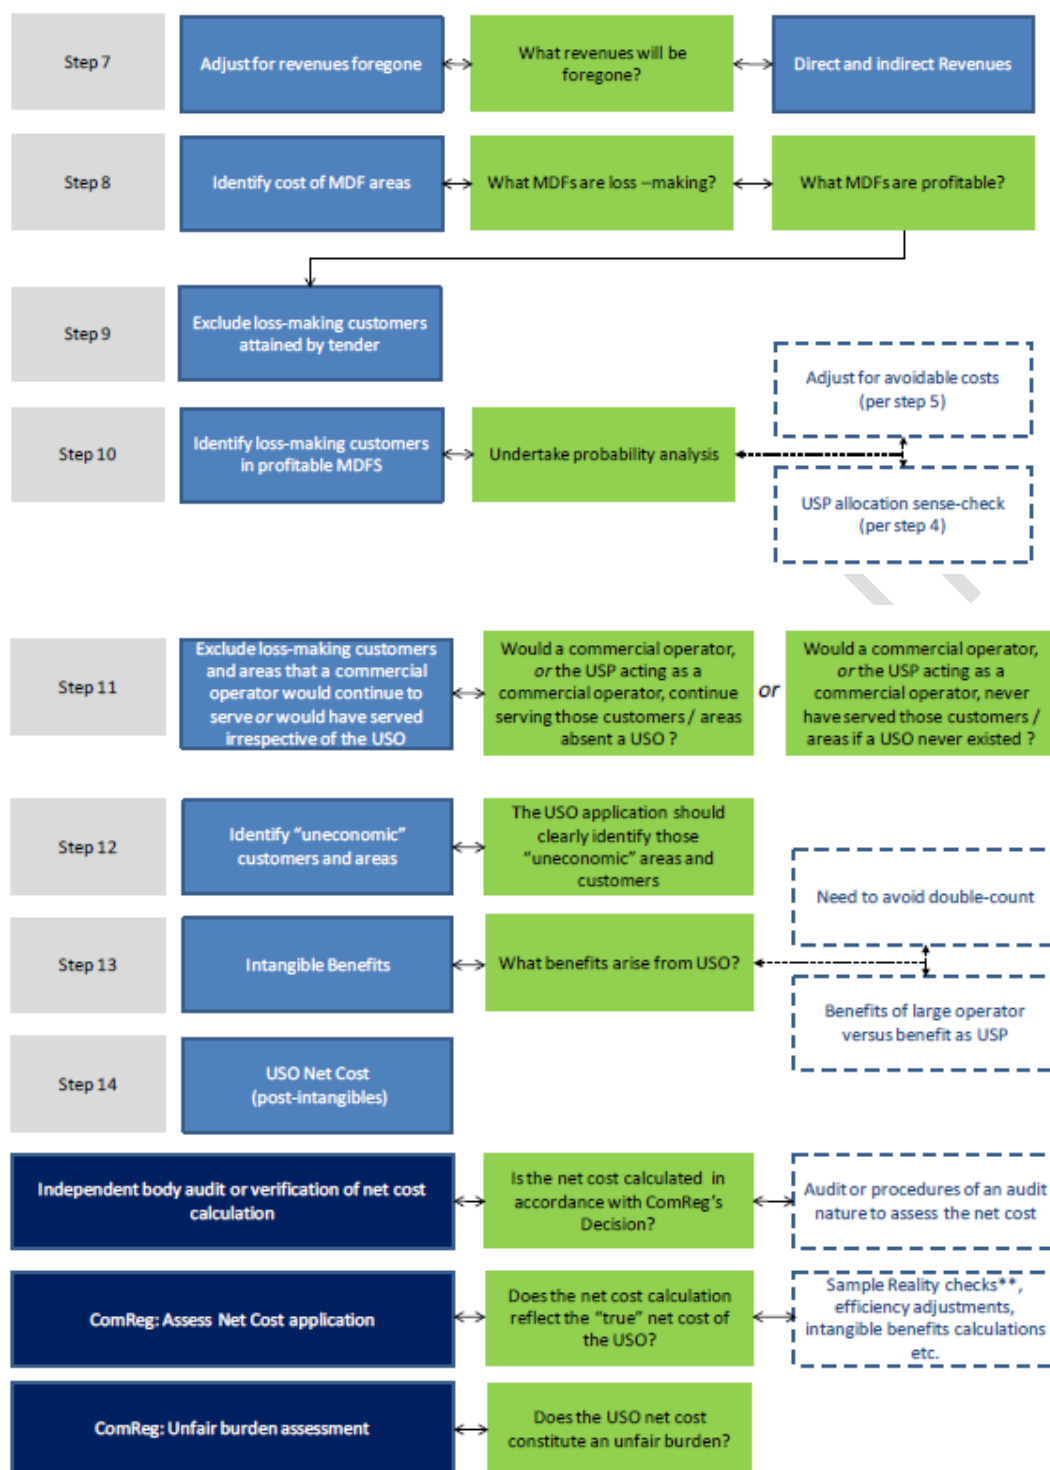 Step 7
Adjust for revenues foregone
What revenues will be
foregone?
Direct and indirect Revenues
Step 8
Identify cost of MDF areas
What MDFs are loss –making?
What MDFs are profitable?
Step 9
Exclude loss-making customers
attained by tender
Adjust for avoidable costs
(per step 5)
Step 10
Identify loss-making customers
in profitable MDFS
Undertake probability analysis
USP allocation sense-check
(per step 4)
Step 11
Exclude loss-making customers
and areas that a commercial
operator would continue to
serve or would have served
irrespective of the USO
Would a commercial operator,
or the USP acting as a
commercial operator, continue
serving those customers / areas
absent a USO ?
or
Would a commercial operator,
or the USP acting as a
commercial operator, never
have served those customers /
areas if a USO never existed ?
Step 12
Identify “uneconomic”
customers and areas
The USO application should
clearly identify those
“uneconomic” areas and
customers
Need to avoid double-count
Step 13
Intangible Benefits
What benefits arise from USO?
Benefits of large operator
versus benefit as USP
Step 14
USO Net Cost
(post-intangibles)
Independent body audit or verification of net cost
calculation
Is the net cost calculated in
accordance with ComReg’s
Decision?
Audit or procedures of an audit
nature to assess the net cost
ComReg: Assess Net Cost application
Does the net cost calculation
reflect the “true” net cost of
the USO?
Sample Reality checks**,
efficiency adjustments,
intangible benefits calculations
etc.
ComReg: Unfair burden assessment
Does the USO net cost
constitute an unfair burden?